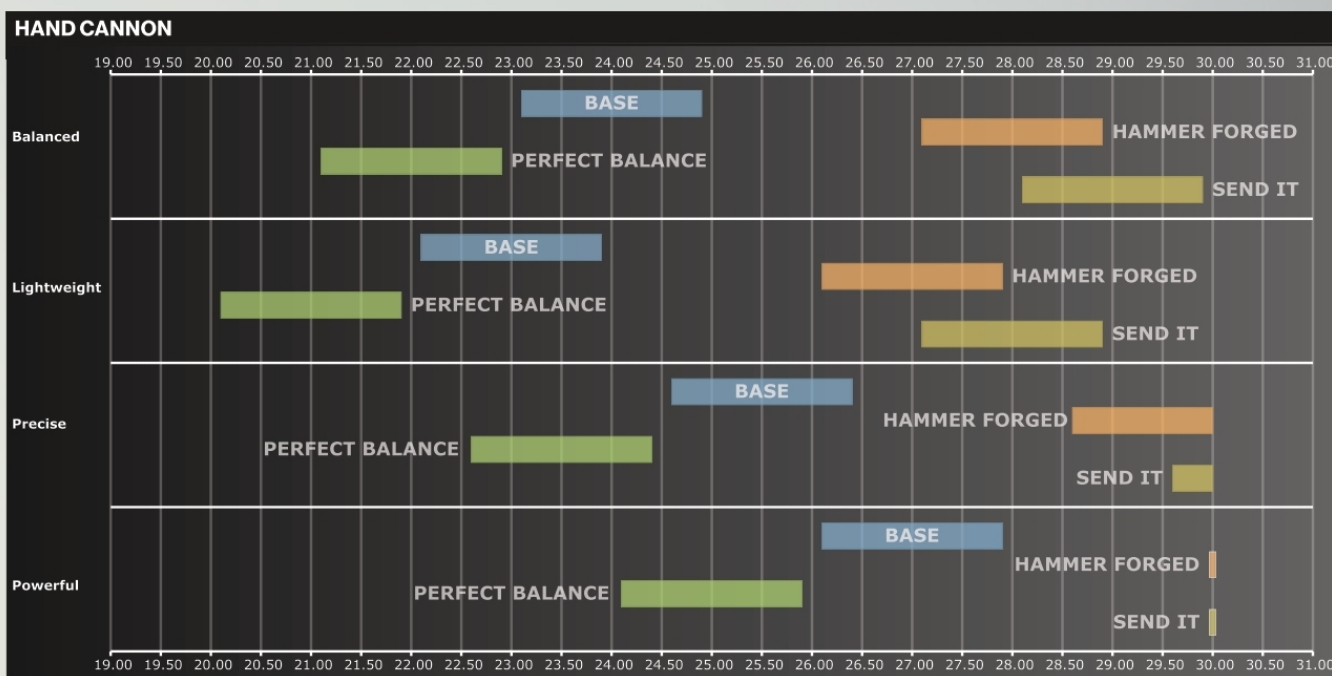 HAND CANNON
19.00 19.50 20.00 20.50 21.00 21.50 22.00 22.50 23.00 23.50 24.00 24.50 25.00 25.50 26.00 26.50 27.00 27.50 28.00 28.50 29.00 29.50 30.00 30.50 31.00
BASE
Balanced
HAMMER FORGED
PERFECT BALANCE
SEND IT
BASE
Lightweight
HAMMER FORGED
PERFECT BALANCE
SEND IT
BASE
Precise
HAMMER FORGED
PERFECT BALANCE
SEND IT
BASE
Powerful
HAMMER FORGED
PERFECT BALANCE
SEND IT
19.00 19.50 20.00 20.50 21.00 21.50 22.00 22.50 23.00 23.50 24.00 24.50 25.00 25.50 26.00 26.50 27.00 27.50 28.00 28.50 29.00 29.50 30.00 30.50 31.00